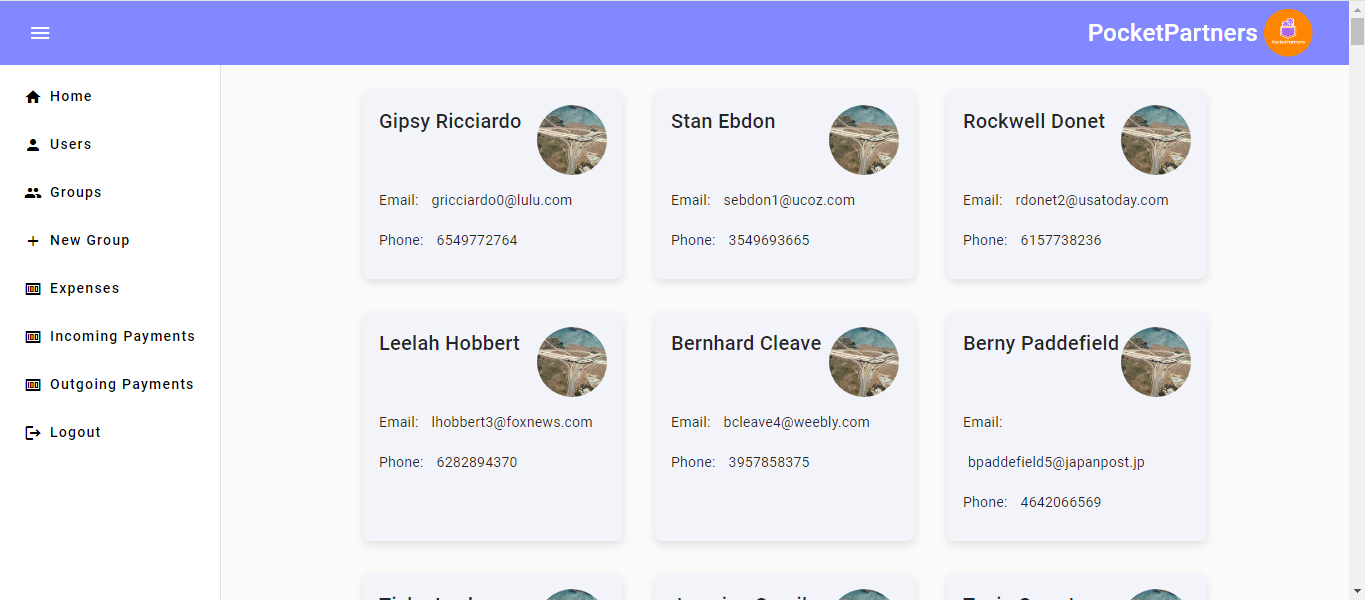 PocketPartners
Home
Users
Groups
New Group
Expenses
Incoming Payments
Outgoing Payments
Logout
Gipsy Ricciardo
Email: gricciardo0@lulu.com
Phone: 6549772764
Stan Ebdon
Email: sebdon1@ucoz.com
Phone: 3549693665
Rockwell Donet
Email: rdonet2@usatoday.com
Phone: 6157738236
Leelah Hobbert
Email: lhobbert3@foxnews.com
Phone: 6282894370
Bernhard Cleave
Email: bcleave4@weebly.com
Phone: 3957858375
Berny Paddefield
Email:
bpaddefield5@japanpost.jp
Phone: 4642066569